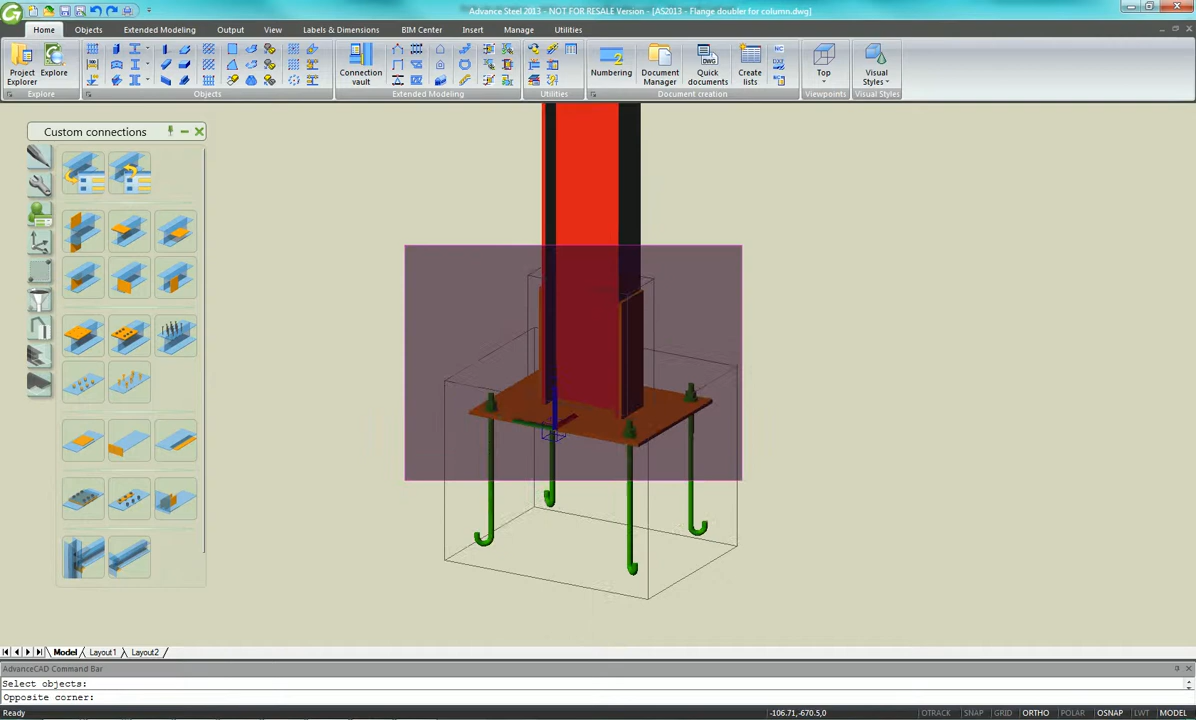 Advance Steel 2013 - NOT FOR RESALE Version - [AS2013 - Flange doubler for column.dwg]
Home Objects Extended Modeling Output View Labels & Dimensions BIM Center Insert Manage Utilities
Project Explorer Explore Connection vault Numbering Document Manager Quick documents Create lists Top Visual Styles
Explore Objects Extended Modeling Utilities Document creation Viewpoints Visual Styles
Custom connections
Model Layout1 Layout2
AdvanceCAD Command Bar
Select objects:
Opposite corner:
Ready -106.71,-670.5,0 OTRACK SNAP GRID ORTHO POLAR OSNAP LWT MODEL